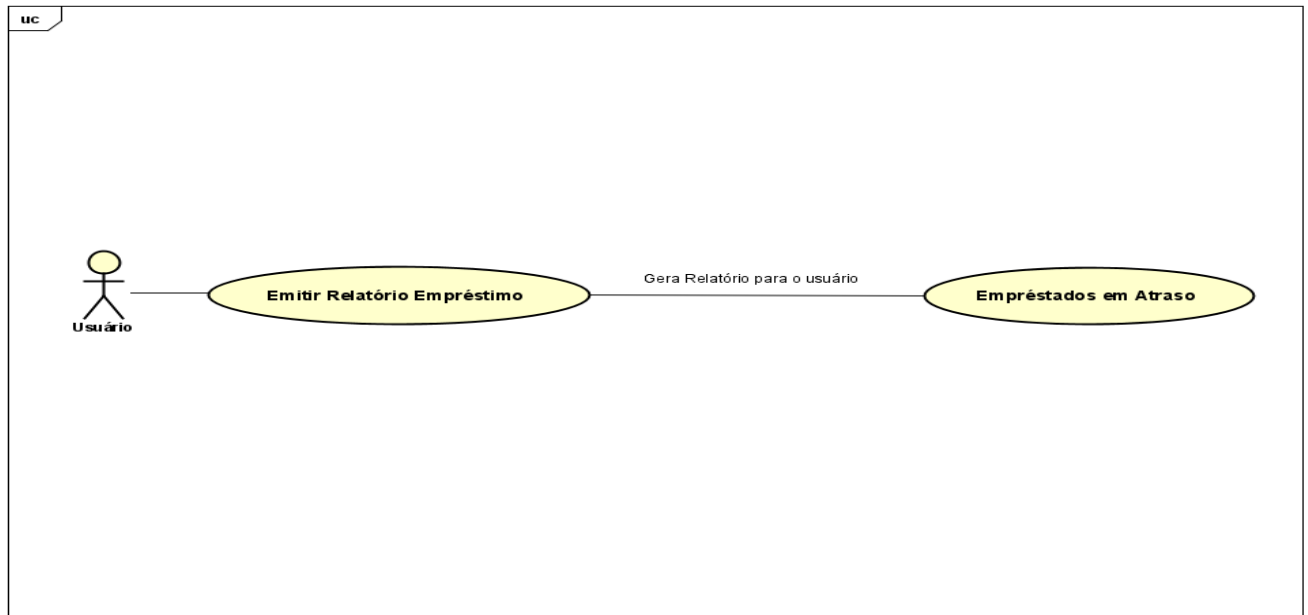 uc
Gera Relatório para o usuário
Emitir Relatório Empréstimo
Empréstados em Atraso
Usuário